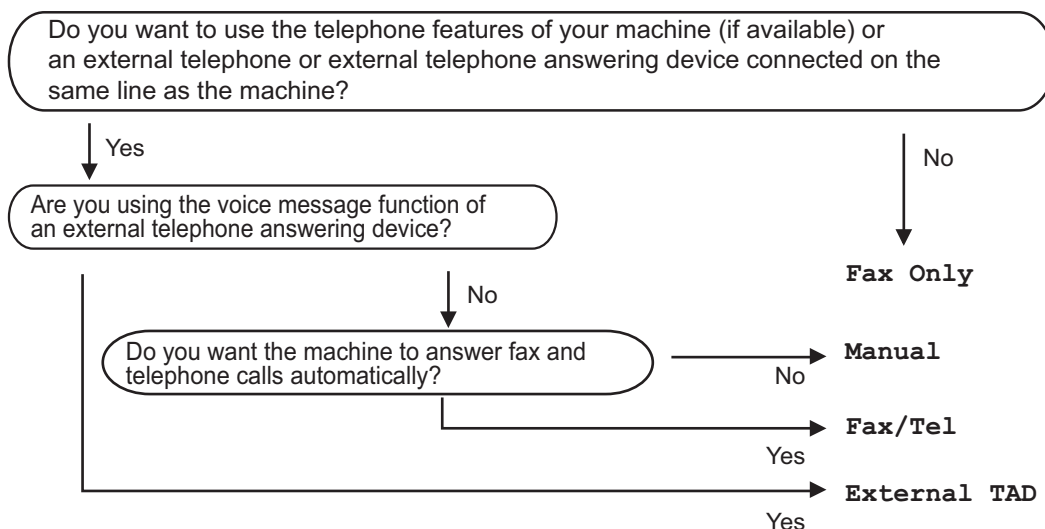 Do you want to use the telephone features of your machine (if available) or
an external telephone or external telephone answering device connected on the
same line as the machine?
Yes
No
Are you using the voice message function of
an external telephone answering device?
Fax Only
No
Do you want the machine to answer fax and
telephone calls automatically?
No
Manual
Yes
Fax/Tel
Yes
External TAD